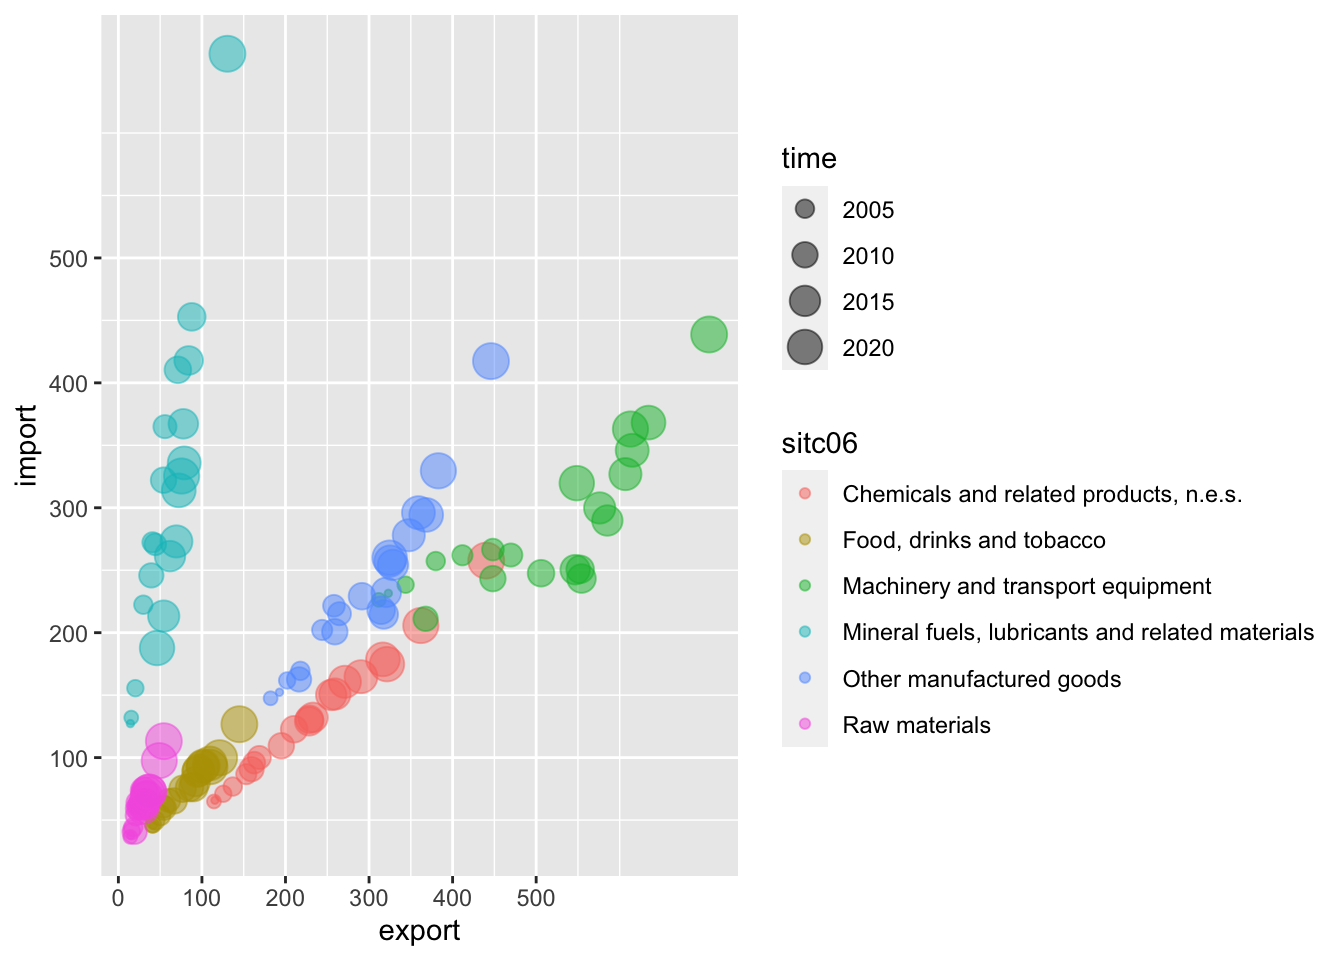 import
500
400
300
200
100
0 100 200 300 400 500
export
time
2005
2010
2015
2020
sitc06
Chemicals and related products, n.e.s.
Food, drinks and tobacco
Machinery and transport equipment
Mineral fuels, lubricants and related materials
Other manufactured goods
Raw materials